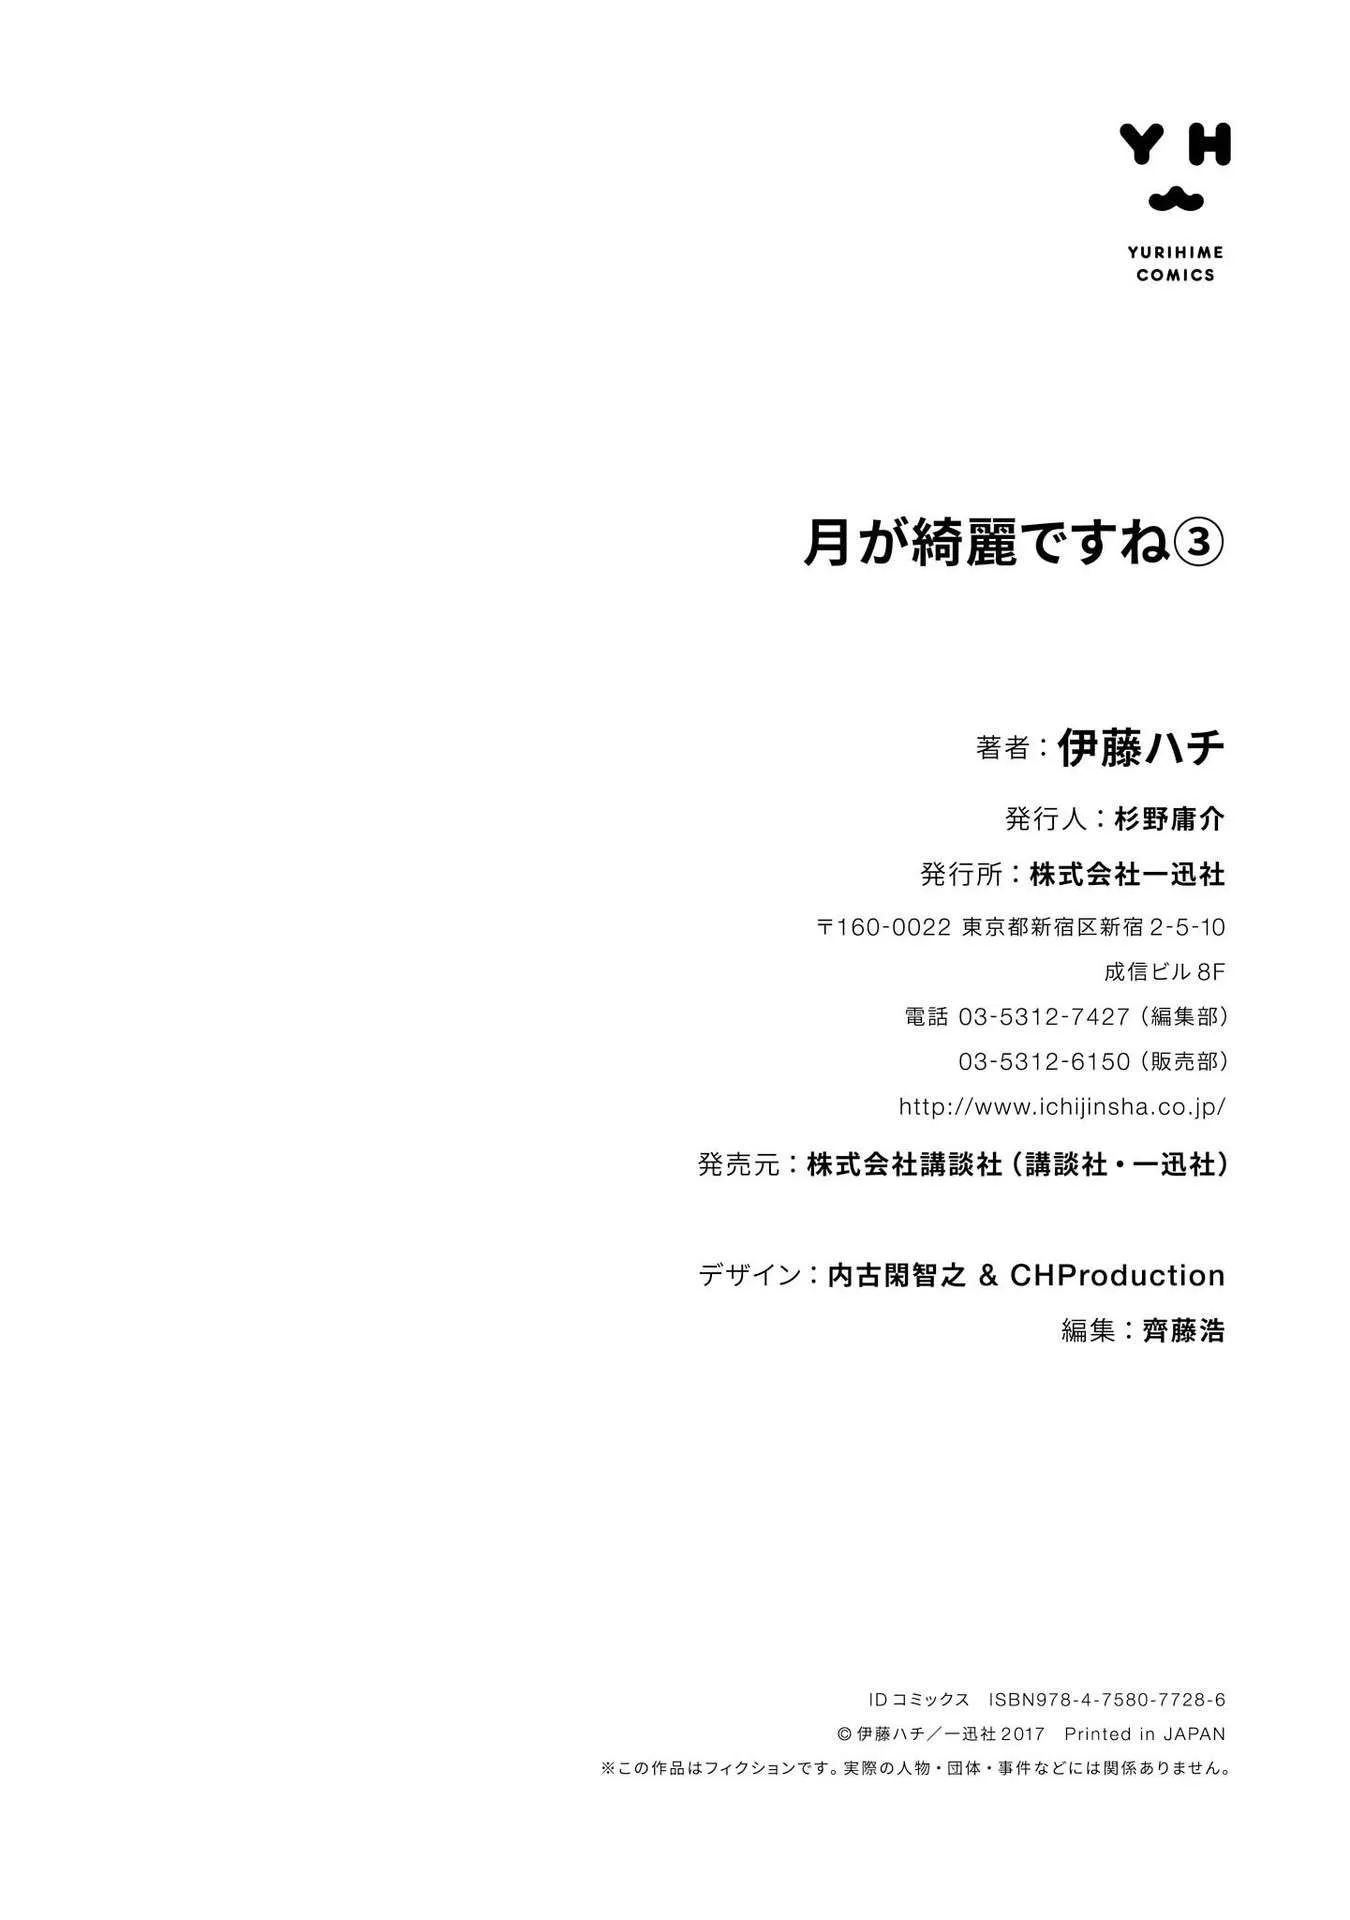 Y H
YURIHIME
COMICS
月が綺麗ですね③
著者：伊藤ハチ
発行人：杉野庸介
発行所：株式会社一迅社
〒160-0022 東京都新宿区新宿2-5-10
成信ビル8F
電話 03-5312-7427（編集部）
03-5312-6150（販売部）
http://www.ichijinsha.co.jp/
発売元：株式会社講談社（講談社・一迅社）
デザイン：内古閑智之 & CHProduction
編集：齊藤浩
IDコミックス　ISBN978-4-7580-7728-6
©伊藤ハチ／一迅社2017　Printed in JAPAN
※この作品はフィクションです。実際の人物・団体・事件などには関係ありません。